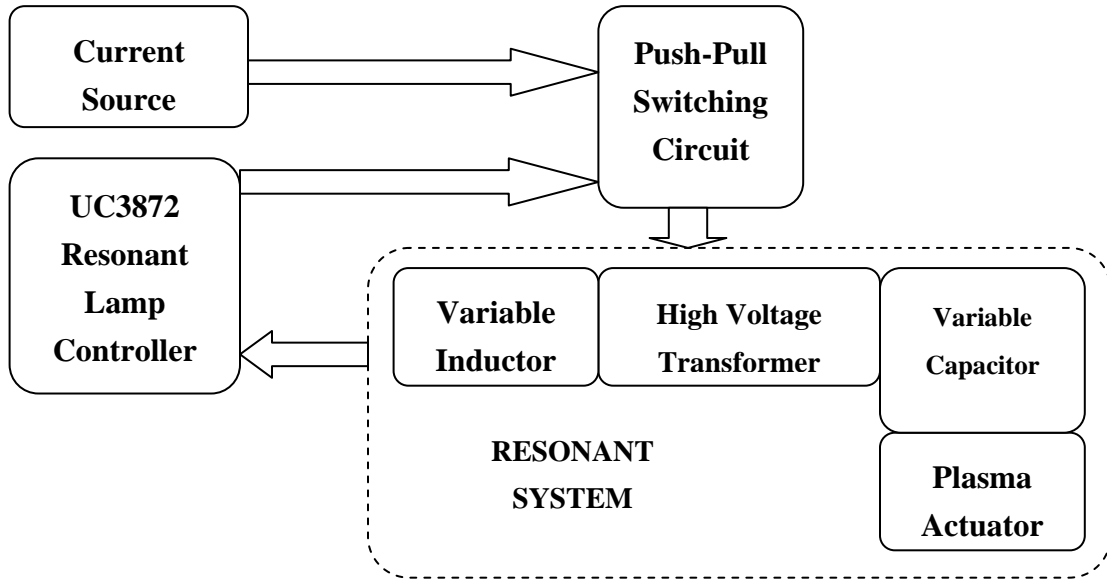 Current
Source
Push-Pull
Switching
Circuit
UC3872
Resonant
Lamp
Controller
Variable
Inductor
High Voltage
Transformer
Variable
Capacitor
RESONANT
SYSTEM
Plasma
Actuator